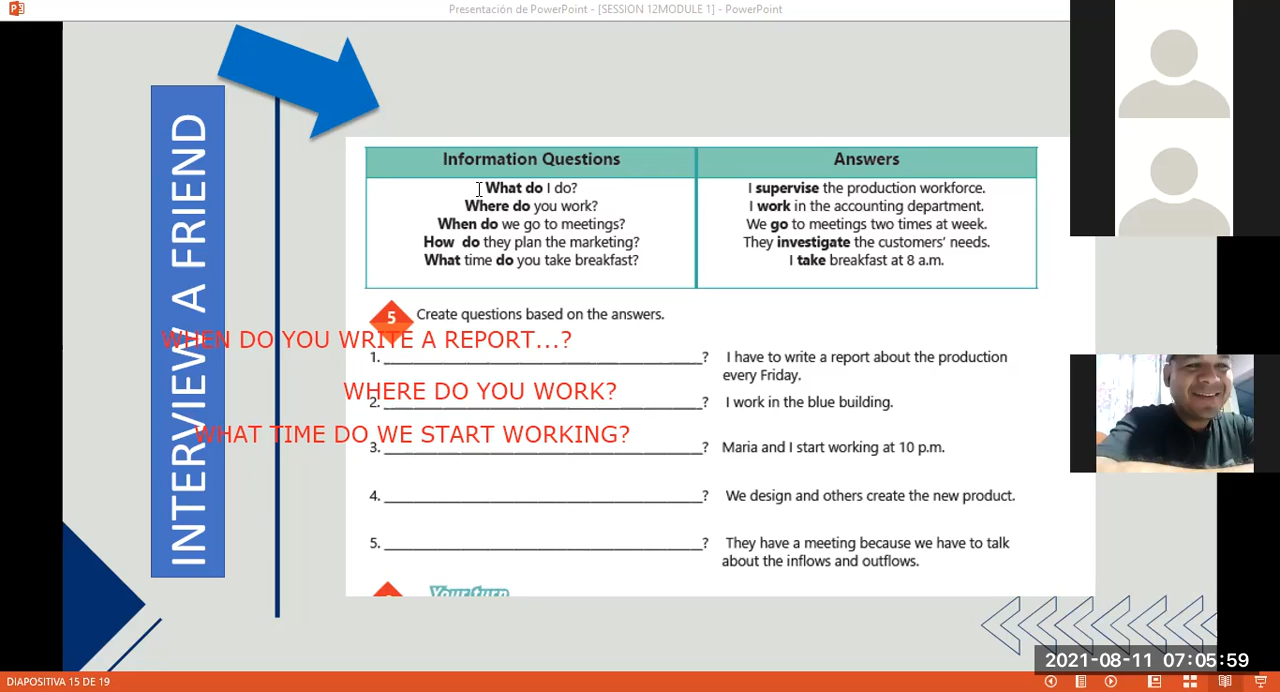 Presentación de PowerPoint - [SESSION 12MODULE 1] - PowerPoint
INTERVIEW A FRIEND
Information Questions
Answers
What do I do?
I supervise the production workforce.
Where do you work?
I work in the accounting department.
When do we go to meetings?
We go to meetings two times at week.
How do they plan the marketing?
They investigate the customers' needs.
What time do you take breakfast?
I take breakfast at 8 a.m.
5 Create questions based on the answers.
WHEN DO YOU WRITE A REPORT...?
1. ? I have to write a report about the production
every Friday.
WHERE DO YOU WORK?
2. ? I work in the blue building.
WHAT TIME DO WE START WORKING?
3. ? Maria and I start working at 10 p.m.
4. ? We design and others create the new product.
5. ? They have a meeting because we have to talk
about the inflows and outflows.
Your turn
2021-08-11 07:05:59
DIAPOSITIVA 15 DE 19